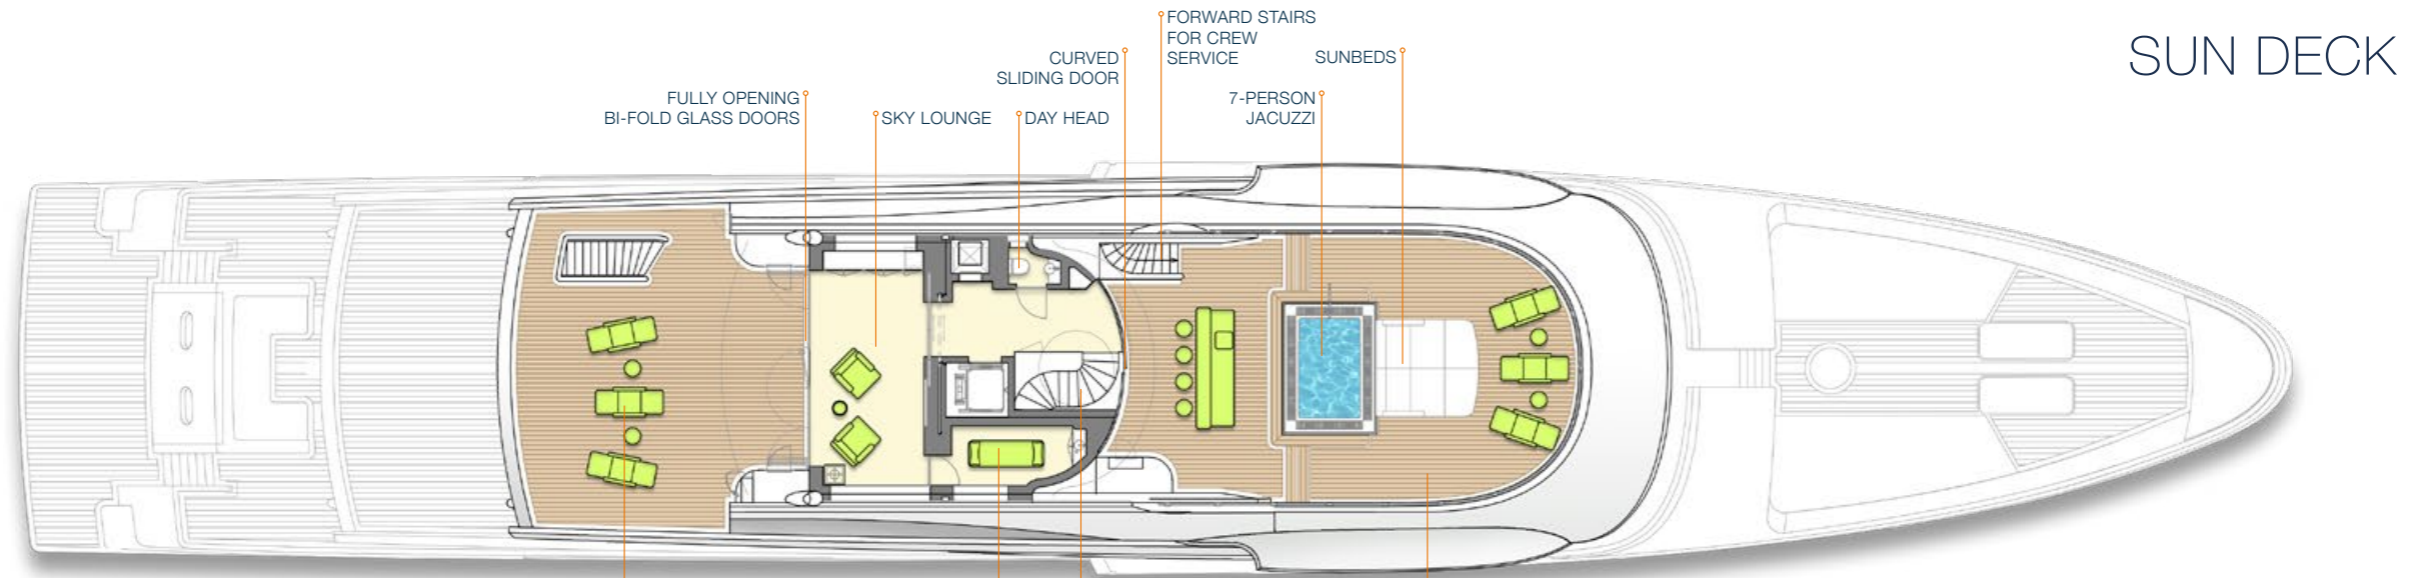 SUN DECK
FORWARD STAIRS
FOR CREW
SERVICE
CURVED
SLIDING DOOR
SUNBEDS
FULLY OPENING
BI-FOLD GLASS DOORS
SKY LOUNGE
DAY HEAD
7-PERSON
JACUZZI